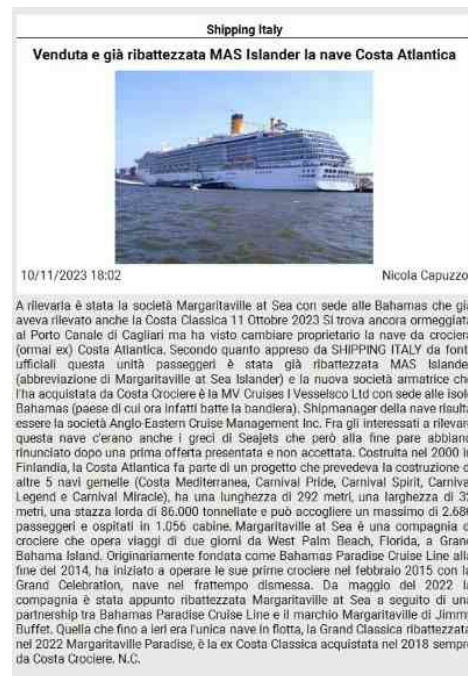 Shipping Italy
Venduta e già ribattezzata MAS Islander la nave Costa Atlantica
10/11/2023 18:02
Nicola Capuzzo
A rilevarla è stata la società Margaritaville at Sea con sede alle Bahamas che già
aveva rilevato anche la Costa Classica 11 Ottobre 2023 Si trova ancora ormeggiata
al Porto Canale di Cagliari ma ha visto cambiare proprietario la nave da crociera
(ormai ex) Costa Atlantica. Secondo quanto appreso da SHIPPING ITALY da fonti
ufficiali questa unità passeggeri è stata già ribattezzata MAS Islander
(abbreviazione di Margaritaville at Sea Islander) e la nuova società armatrice che
l'ha acquistata da Costa Crociere è la MV Cruises I Vesselsco Ltd con sede alle isole
Bahamas (paese di cui ora infatti batte la bandiera). Shipmanager della nave risulta
essere la società Anglo-Eastern Cruise Management Inc. Fra gli interessati a rilevare
questa nave c'erano anche i greci di Seajets che però alla fine pare abbiano
rinunciato dopo una prima offerta presentata e non accettata. Costruita nel 2000 in
Finlandia, la Costa Atlantica fa parte di un progetto che prevedeva la costruzione di
altre 5 navi gemelle (Costa Mediterranea, Carnival Pride, Carnival Spirit, Carnival
Legend e Carnival Miracle), ha una lunghezza di 292 metri, una larghezza di 32
metri, una stazza lorda di 86.000 tonnellate e può accogliere un massimo di 2.680
passeggeri e ospitati in 1.056 cabine. Margaritaville at Sea è una compagnia di
crociere che opera viaggi di due giorni da West Palm Beach, Florida, a Grand
Bahama Island. Originariamente fondata come Bahamas Paradise Cruise Line alla
fine del 2014, ha iniziato a operare le sue prime crociere nel febbraio 2015 con la
Grand Celebration, nave nel frattempo dismessa. Da maggio del 2022 la
compagnia è stata appunto ribattezzata Margaritaville at Sea a seguito di una
partnership tra Bahamas Paradise Cruise Line e il marchio Margaritaville di Jimmy
Buffet. Quella che fino a ieri era l'unica nave in flotta, la Grand Classica ribattezzata
nel 2022 Margaritaville Paradise, è la ex Costa Classica acquistata nel 2018 sempre
da Costa Crociere. N.C.